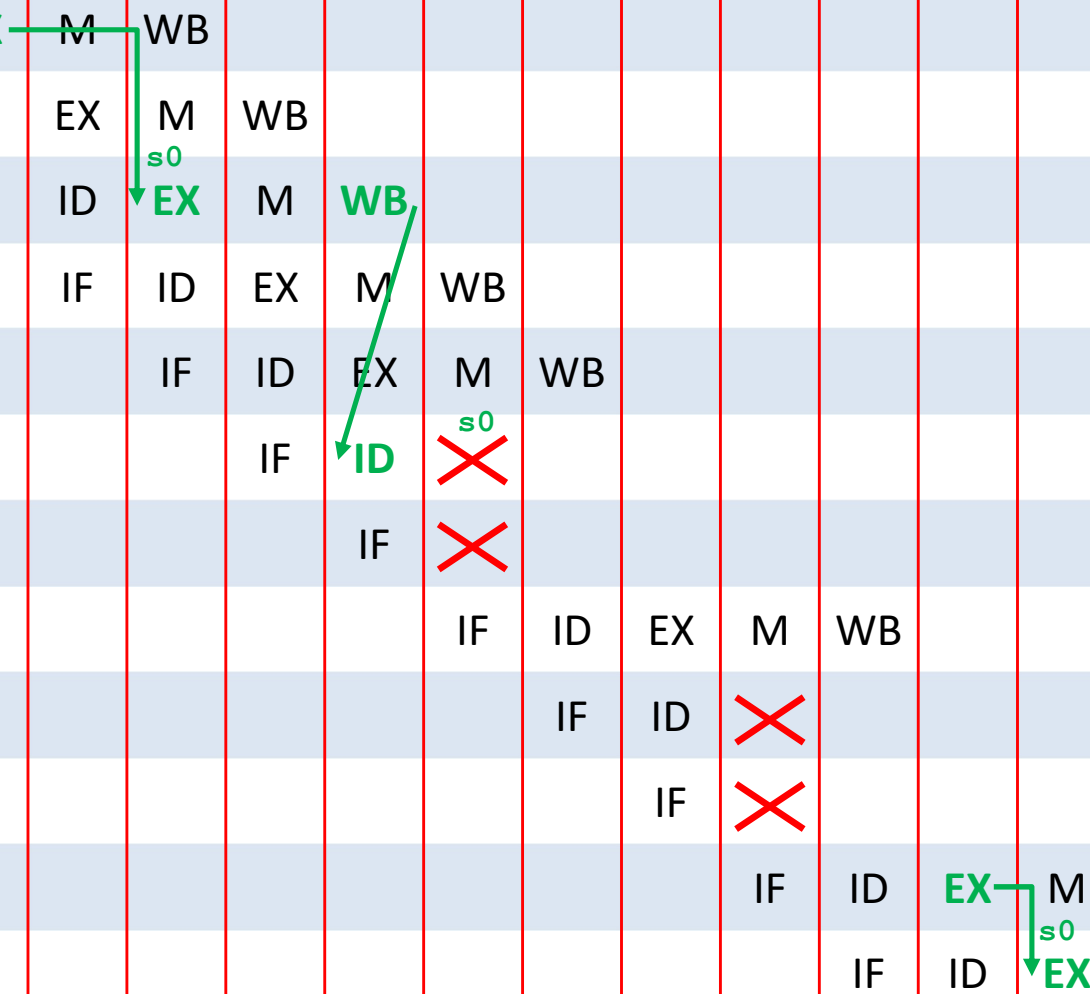 M WB
EX M WB
s0
ID EX M WB
IF ID EX M WB
IF ID EX M WB
s0
IF ID
IF
IF ID EX M WB
IF ID
IF
IF ID EX M
s0
IF ID EX